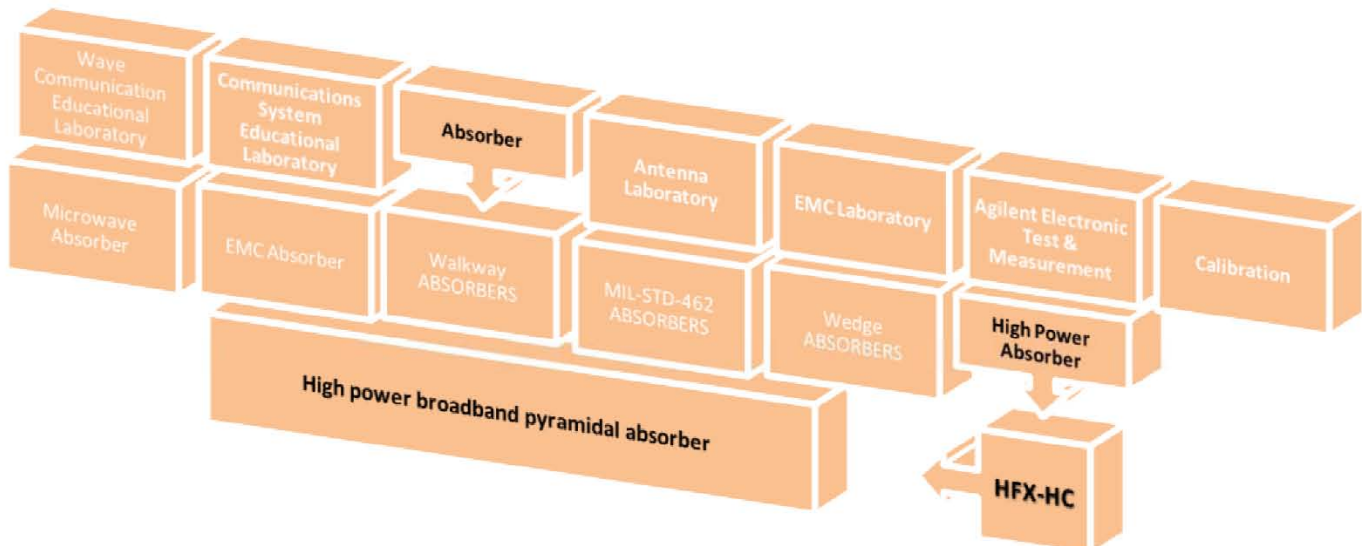 Wave
Communication
Educational
Laboratory
Communications
System
Educational
Laboratory
Absorber
Antenna
Laboratory
EMC Laboratory
Agilent Electronic
Test &
Measurement
Calibration
Microwave
Absorber
EMC Absorber
Walkway
ABSORBERS
MIL-STD-462
ABSORBERS
Wedge
ABSORBERS
High Power
Absorber
High power broadband pyramidal absorber
HFX-HC